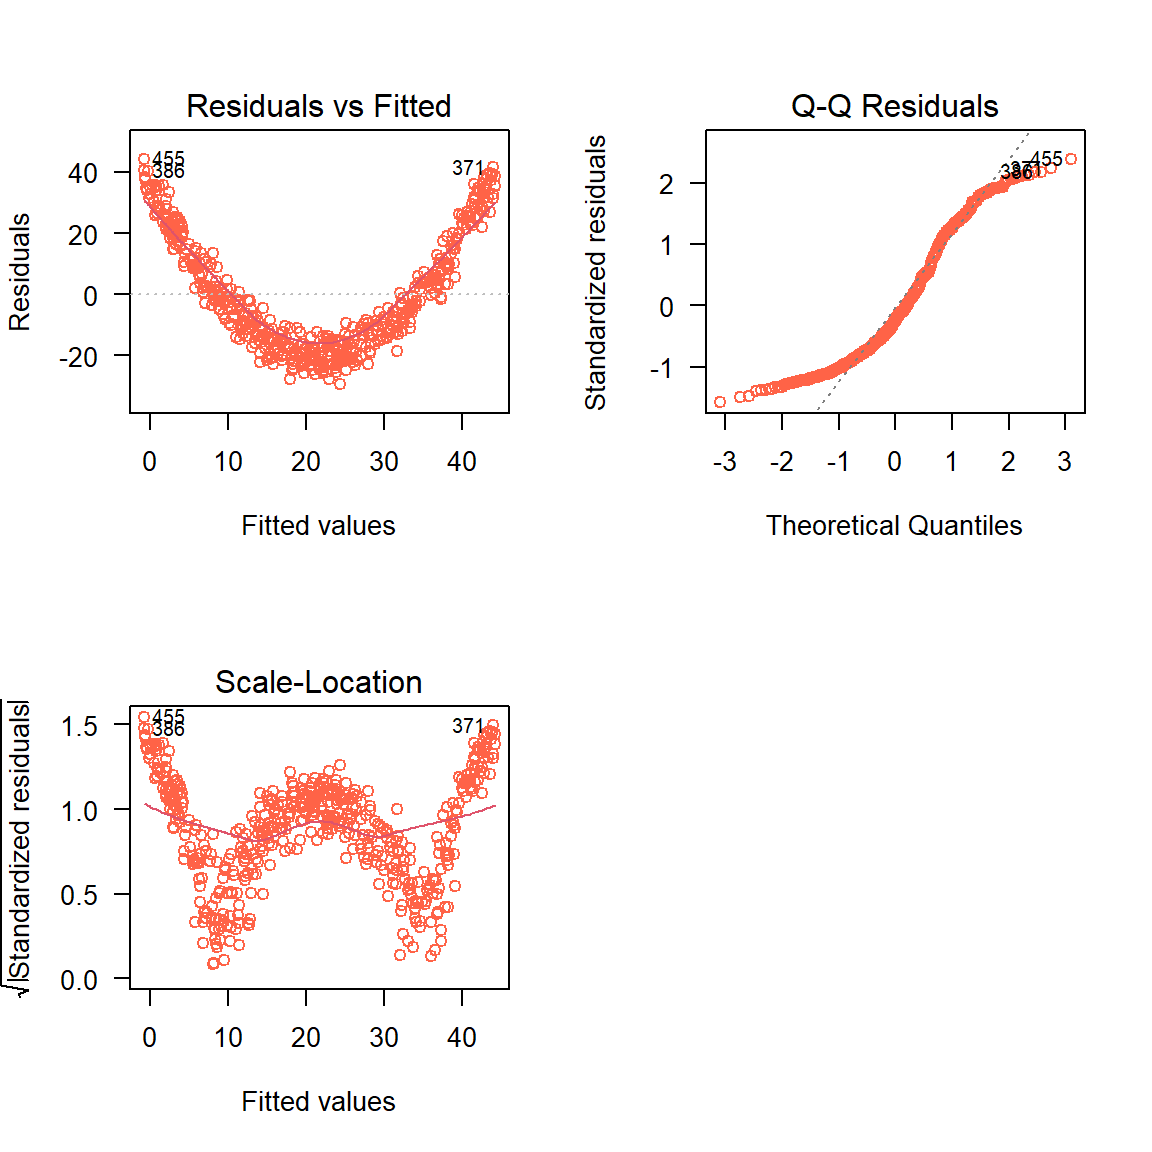 Residuals vs Fitted
Residuals
40
20
0
-20
455
386
371
0 10 20 30 40
Fitted values
Q-Q Residuals
Standardized residuals
2
1
0
-1
455
371
386
-3 -2 -1 0 1 2 3
Theoretical Quantiles
Scale-Location
√|Standardized residuals|
1.5
1.0
0.5
0.0
455
386
371
0 10 20 30 40
Fitted values